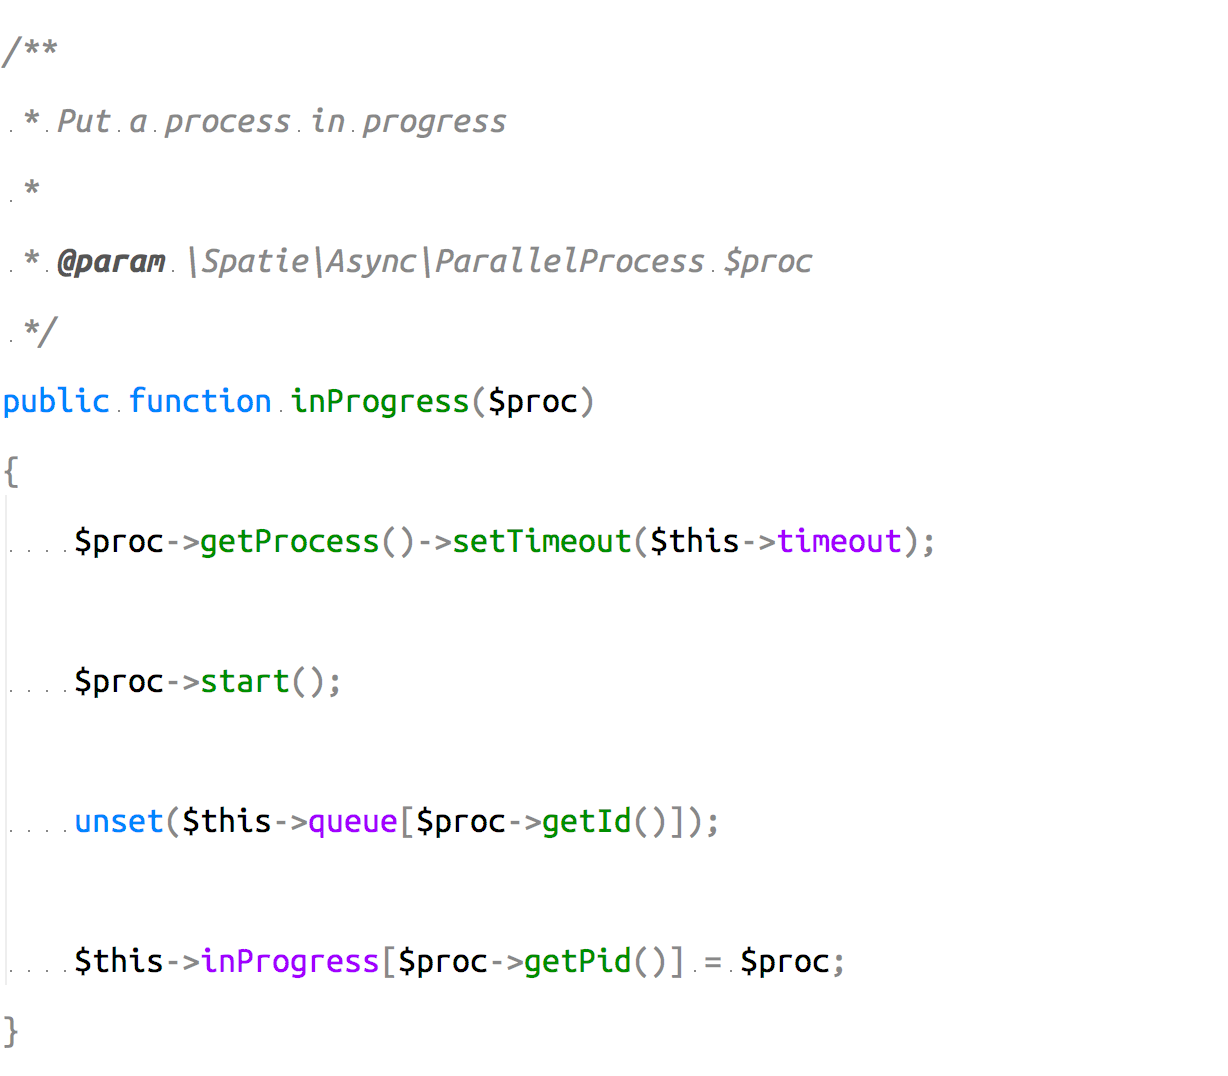 /**
 * Put a process in progress
 *
 * @param \Spatie\Async\ParallelProcess $proc
 */
public function inProgress($proc)
{
    $proc->getProcess()->setTimeout($this->timeout);
    $proc->start();
    unset($this->queue[$proc->getId()]);
    $this->inProgress[$proc->getPid()] = $proc;
}